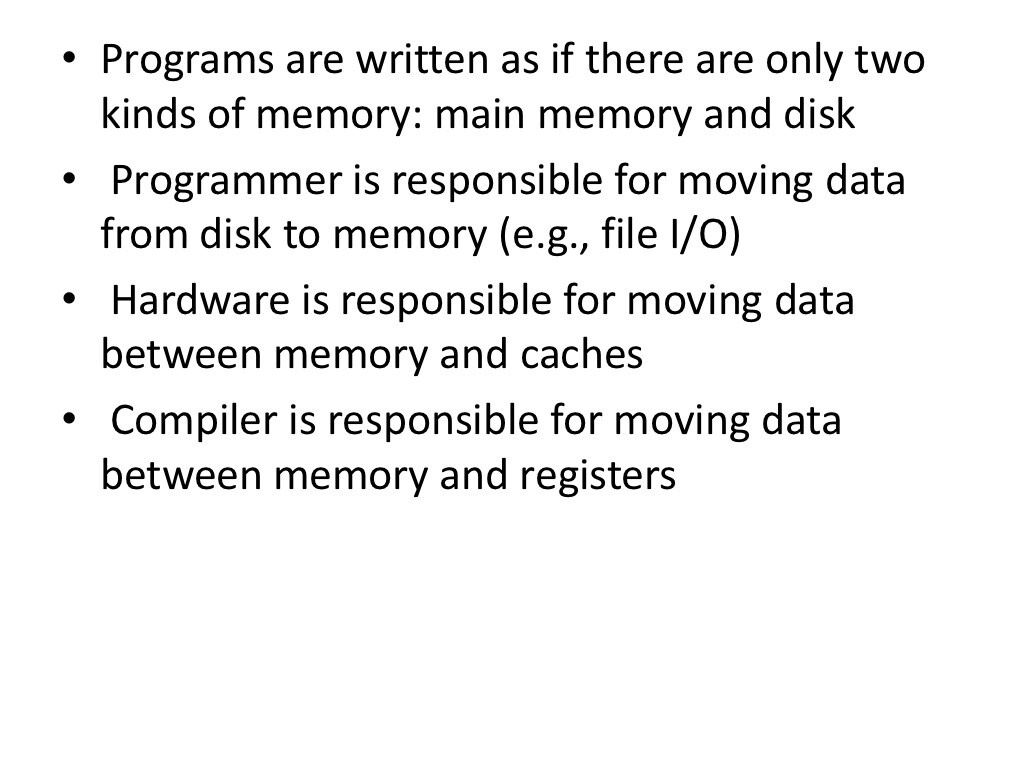 • Programs are written as if there are only two
kinds of memory: main memory and disk
• Programmer is responsible for moving data
from disk to memory (e.g., file I/O)
• Hardware is responsible for moving data
between memory and caches
• Compiler is responsible for moving data
between memory and registers